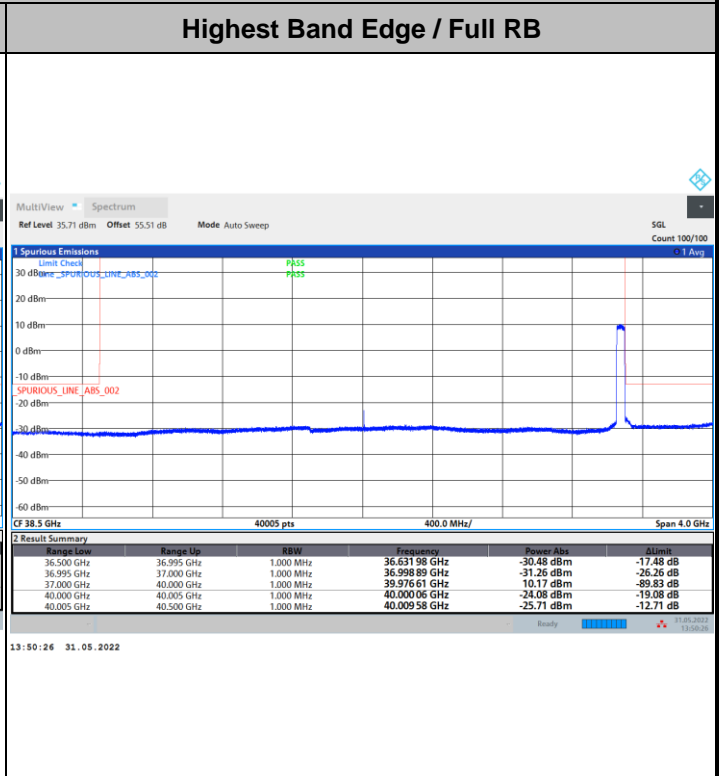 Highest Band Edge / Full RB
MultiView Spectrum
Ref Level 35.71 dBm Offset 55.51 dB Mode Auto Sweep SGL
Count 100/100
1 Spurious Emissions 1 Avg
Limit Check PASS
30 dBm Line _SPURIOUS_LINE_ABS_002 PASS
20 dBm
10 dBm
0 dBm
-10 dBm
_SPURIOUS_LINE_ABS_002
-20 dBm
-30 dBm
-40 dBm
-50 dBm
-60 dBm
CF 38.5 GHz 40005 pts 400.0 MHz/ Span 4.0 GHz
2 Result Summary
Range Low Range Up RBW Frequency Power Abs ΔLimit
36.500 GHz 36.995 GHz 1.000 MHz 36.631 98 GHz -30.48 dBm -17.48 dB
36.995 GHz 37.000 GHz 1.000 MHz 36.998 89 GHz -31.26 dBm -26.26 dB
37.000 GHz 40.000 GHz 1.000 MHz 39.976 61 GHz 10.17 dBm -89.83 dB
40.000 GHz 40.005 GHz 1.000 MHz 40.000 06 GHz -24.08 dBm -19.08 dB
40.005 GHz 40.500 GHz 1.000 MHz 40.009 58 GHz -25.71 dBm -12.71 dB
Ready 31.05.2022
13:50:26
13:50:26 31.05.2022